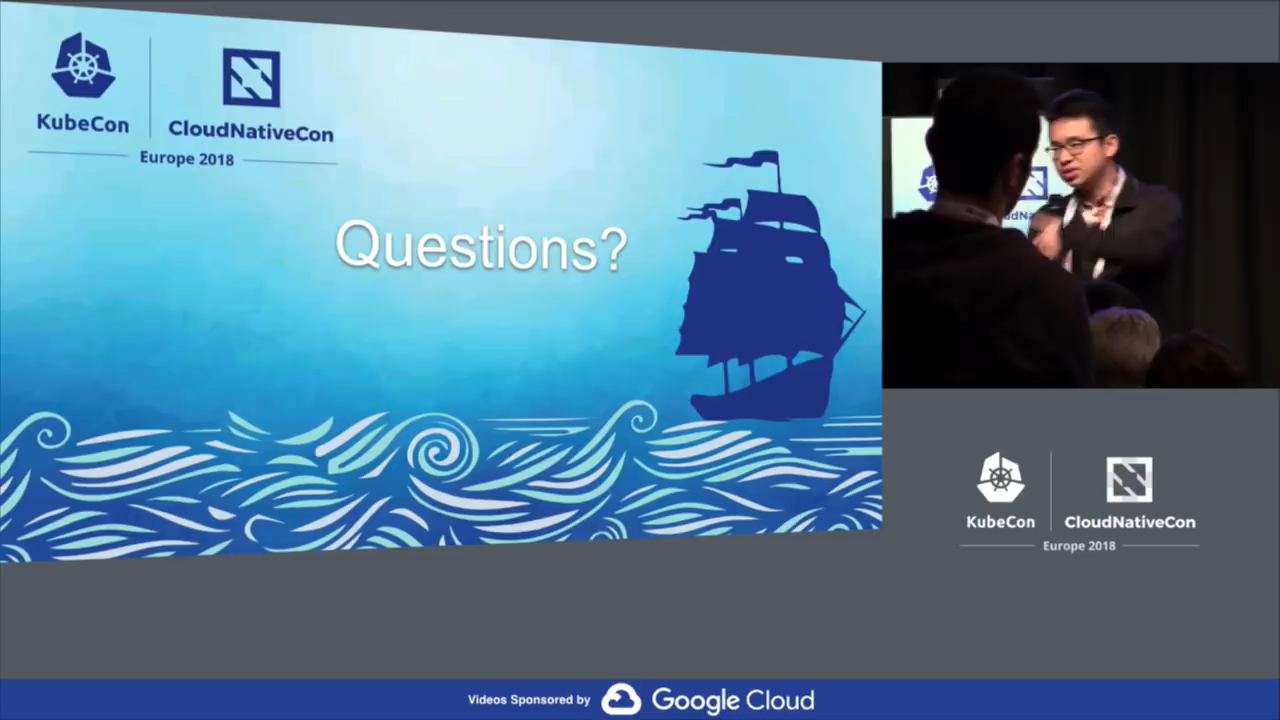 KubeCon
CloudNativeCon
Europe 2018
Questions?
KubeCon
CloudNativeCon
Europe 2018
Videos Sponsored by Google Cloud